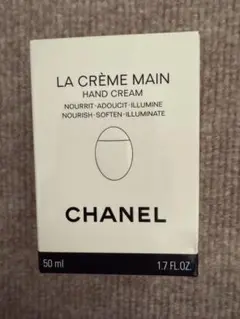 LA CRÈME MAIN
HAND CREAM
NOURRIT-ADOUCIT-ILLUMINE
NOURISH-SOFTEN-ILLUMINATE
CHANEL
50 ml 1.7 FL.OZ.